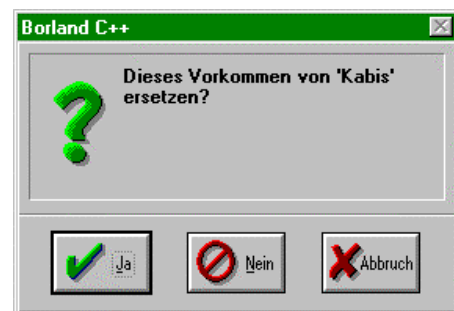 Borland C++
Dieses Vorkommen von 'Kabis'
ersetzen?
Ja
Nein
Abbruch